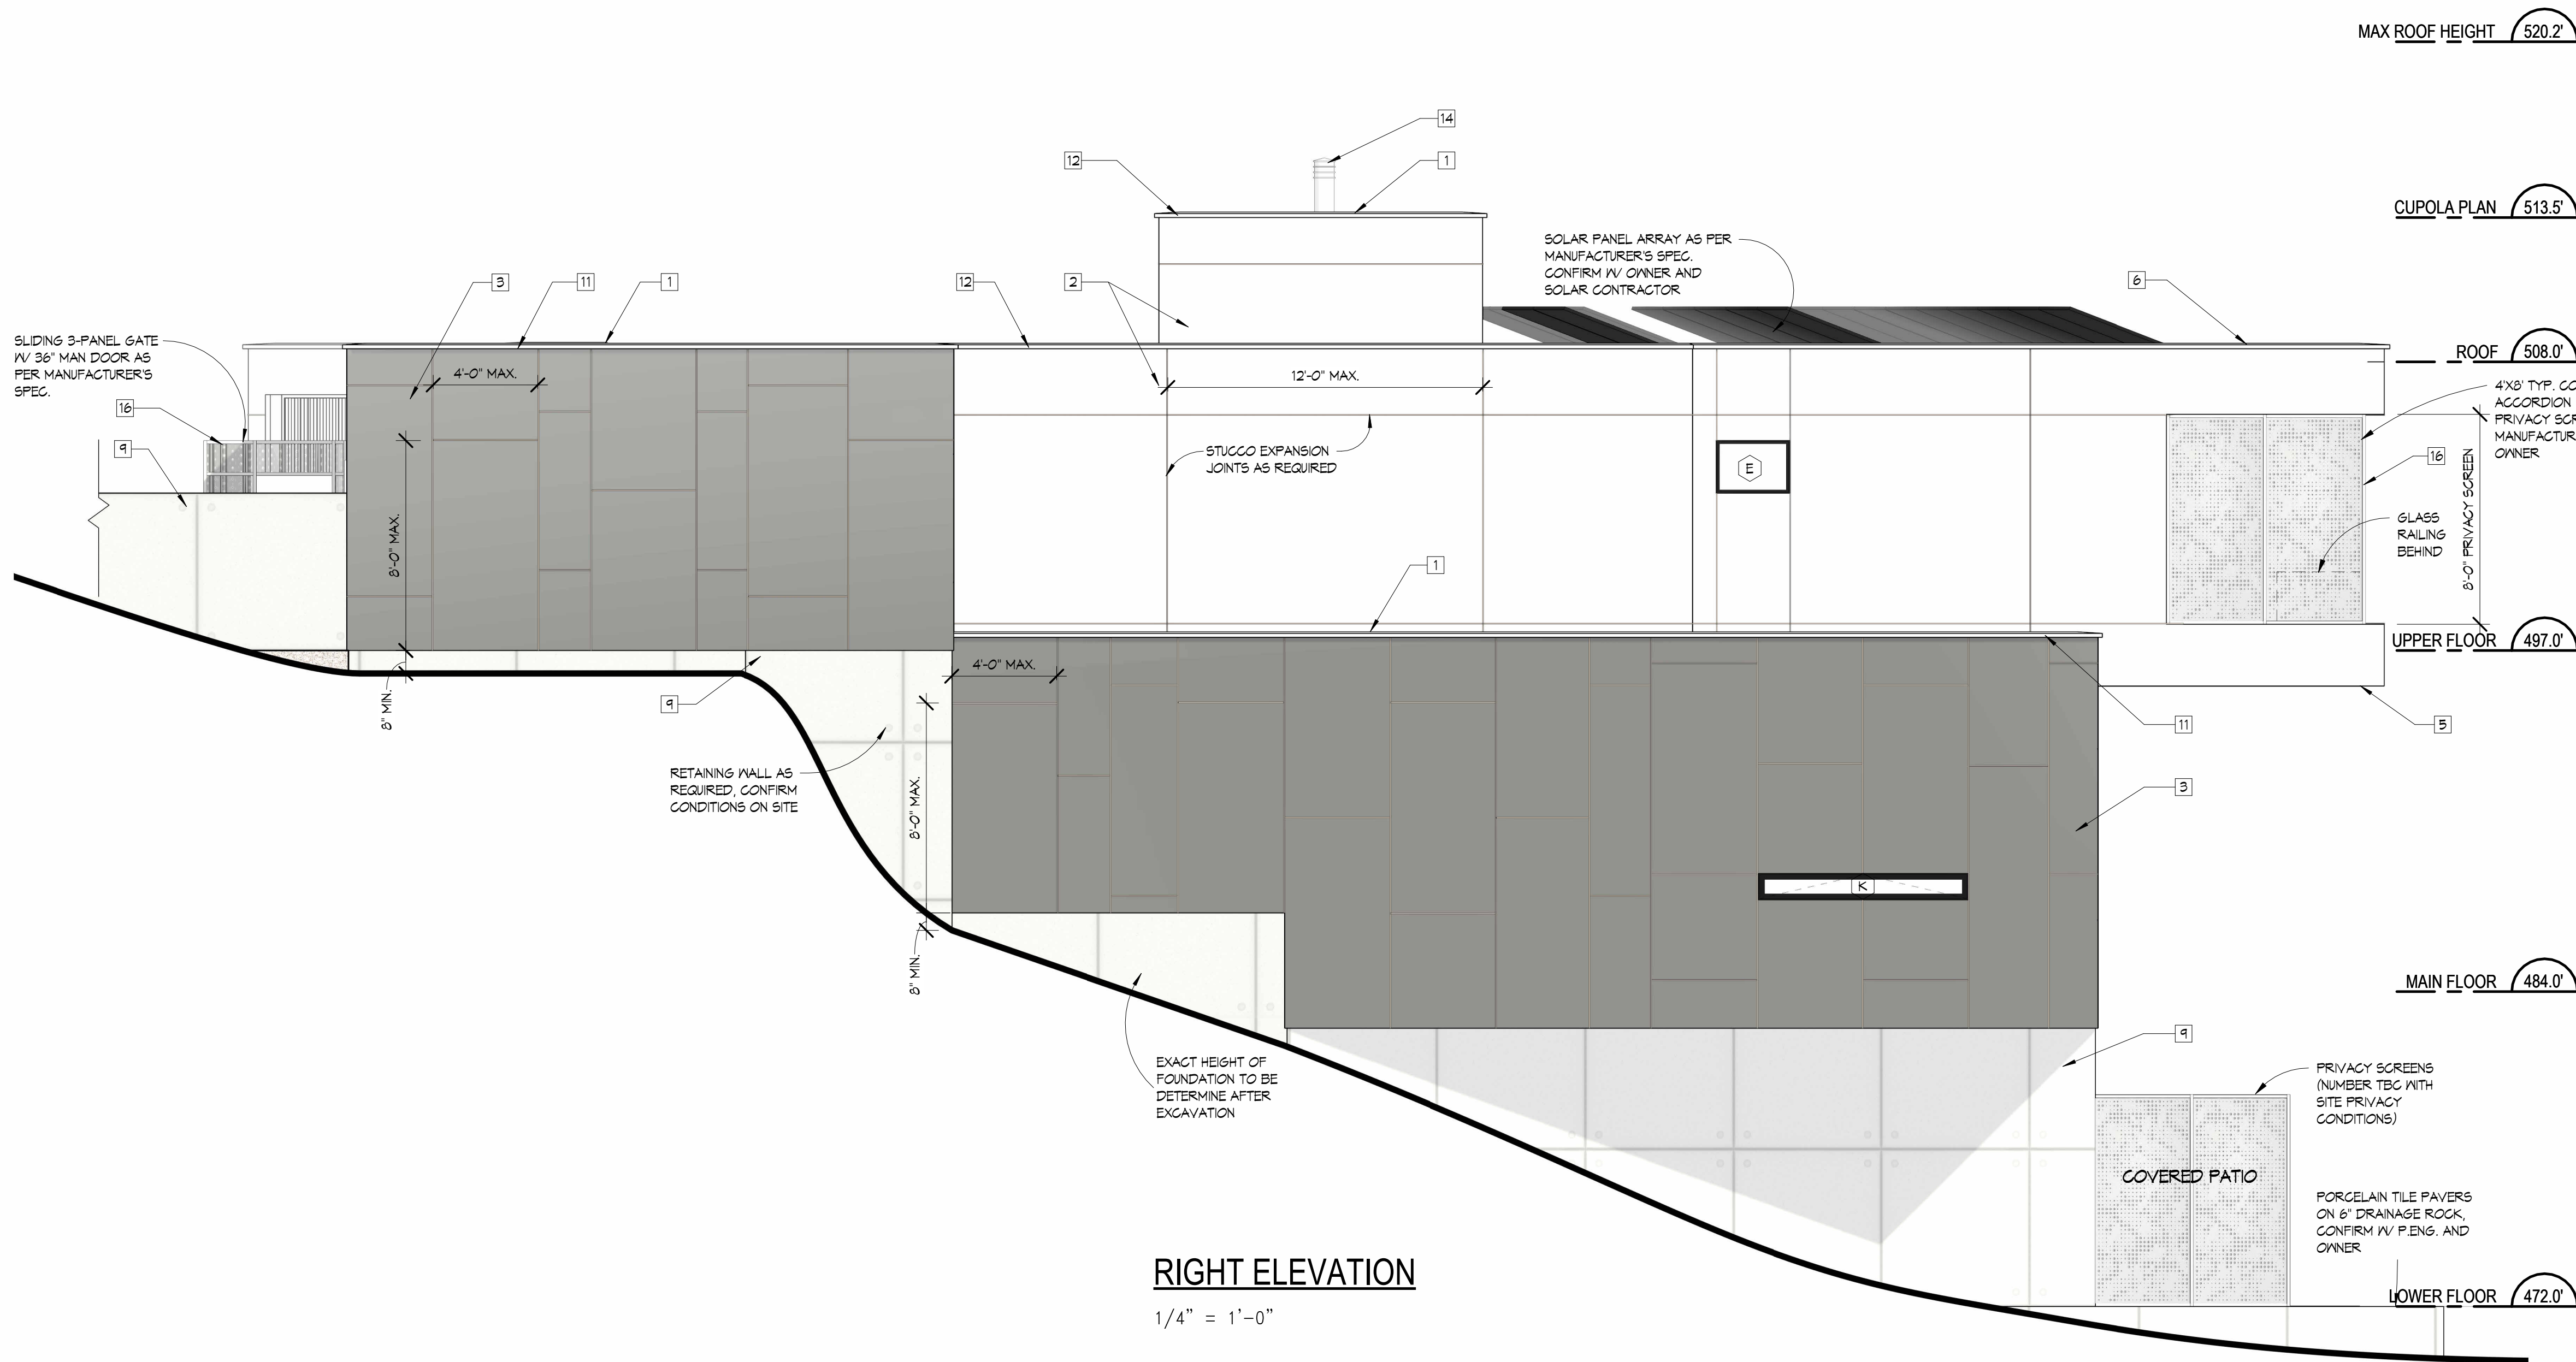 MAX ROOF HEIGHT 520.2'
14
12
1
CUPOLA PLAN 513.5'
SOLAR PANEL ARRAY AS PER
MANUFACTURER'S SPEC.
CONFIRM W/ OWNER AND
SOLAR CONTRACTOR
3
11
1
12
2
6
SLIDING 3-PANEL GATE
W/ 36" MAN DOOR AS
PER MANUFACTURER'S
SPEC.
ROOF 508.0'
4'-0" MAX.
12'-0" MAX.
4'X8' TYP.
ACCORDION
PRIVACY
OWNER
16
9
STUCCO EXPANSION
JOINTS AS REQUIRED
E
16
8'-0" MAX.
GLASS
RAILING
BEHIND
8'-0" PRIVACY SCREEN
1
UPPER FLOOR 497.0'
4'-0" MAX.
8" MIN.
9
11
5
RETAINING WALL AS
REQUIRED, CONFIRM
CONDITIONS ON SITE
8'-0" MAX.
3
K
8" MIN.
MAIN FLOOR 484.0'
9
EXACT HEIGHT OF
FOUNDATION TO BE
DETERMINE AFTER
EXCAVATION
PRIVACY SCREENS
(NUMBER TBC WITH
SITE PRIVACY
CONDITIONS)
COVERED PATIO
PORCELAIN TILE PAVERS
ON 6" DRAINAGE ROCK,
CONFIRM W/ P.ENG. AND
OWNER
RIGHT ELEVATION
1/4" = 1'-0"
LOWER FLOOR 472.0'